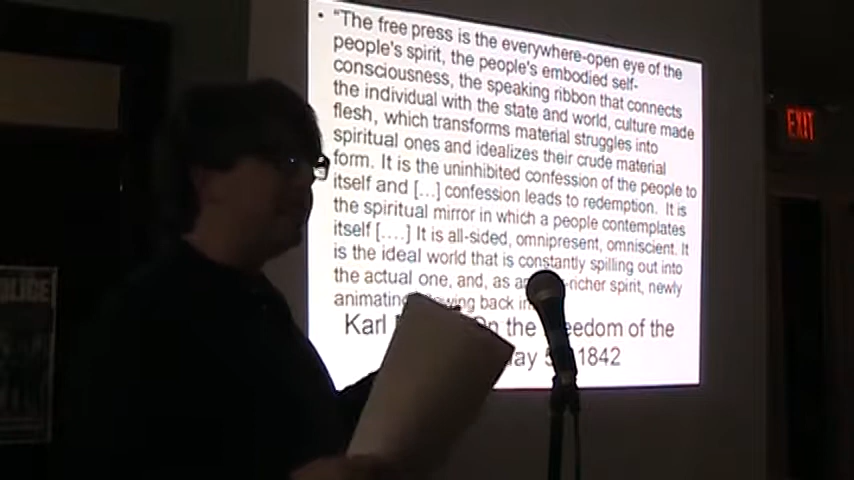 • "The free press is the everywhere-open eye of the
people's spirit, the people's embodied self-
consciousness, the speaking ribbon that connects
the individual with the state and world, culture made
flesh, which transforms material struggles into
spiritual ones and idealizes their crude material
form. It is the uninhibited confession of the people to
itself and [...] confession leads to redemption. It is
the spiritual mirror in which a people contemplates
itself [....] It is all-sided, omnipresent, omniscient. It
is the ideal world that is constantly spilling out into
the actual one, and, as richer spirit, newly
animating back
Karl the of the
1842
EXIT
POLICE